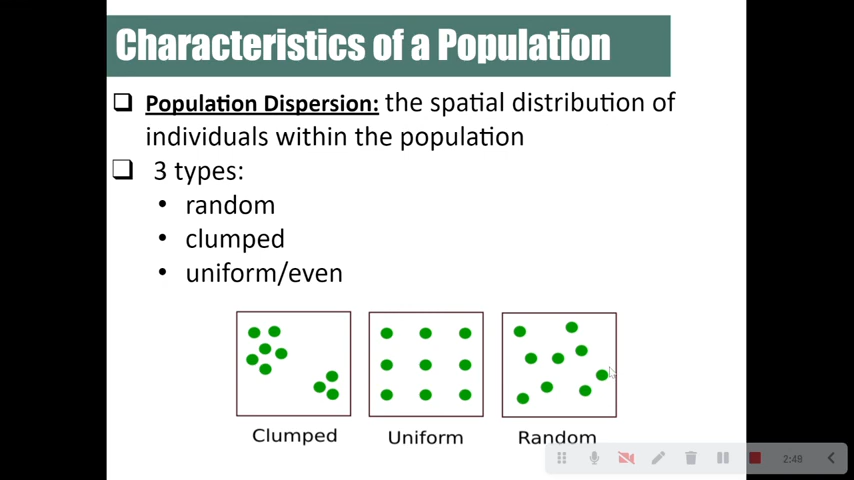 Characteristics of a Population
Population Dispersion: the spatial distribution of
individuals within the population
3 types:
• random
• clumped
• uniform/even
Clumped Uniform Random
2:49